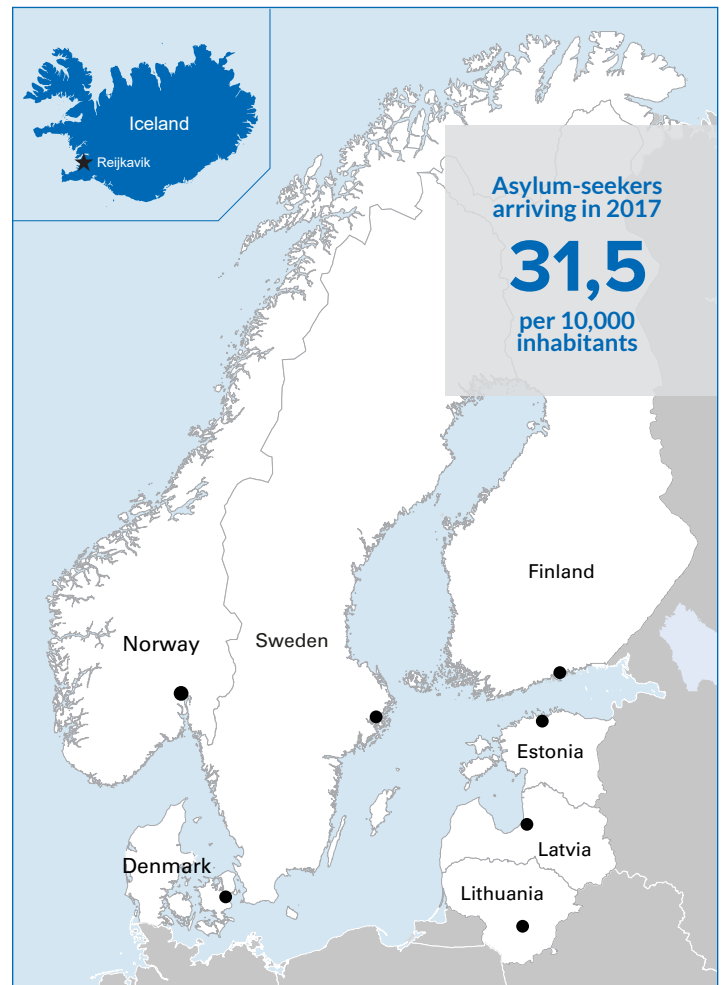 Iceland
Reijkavik
Asylum-seekers
arriving in 2017
31,5
per 10,000
inhabitants
Finland
Norway
Sweden
Estonia
Latvia
Denmark
Lithuania